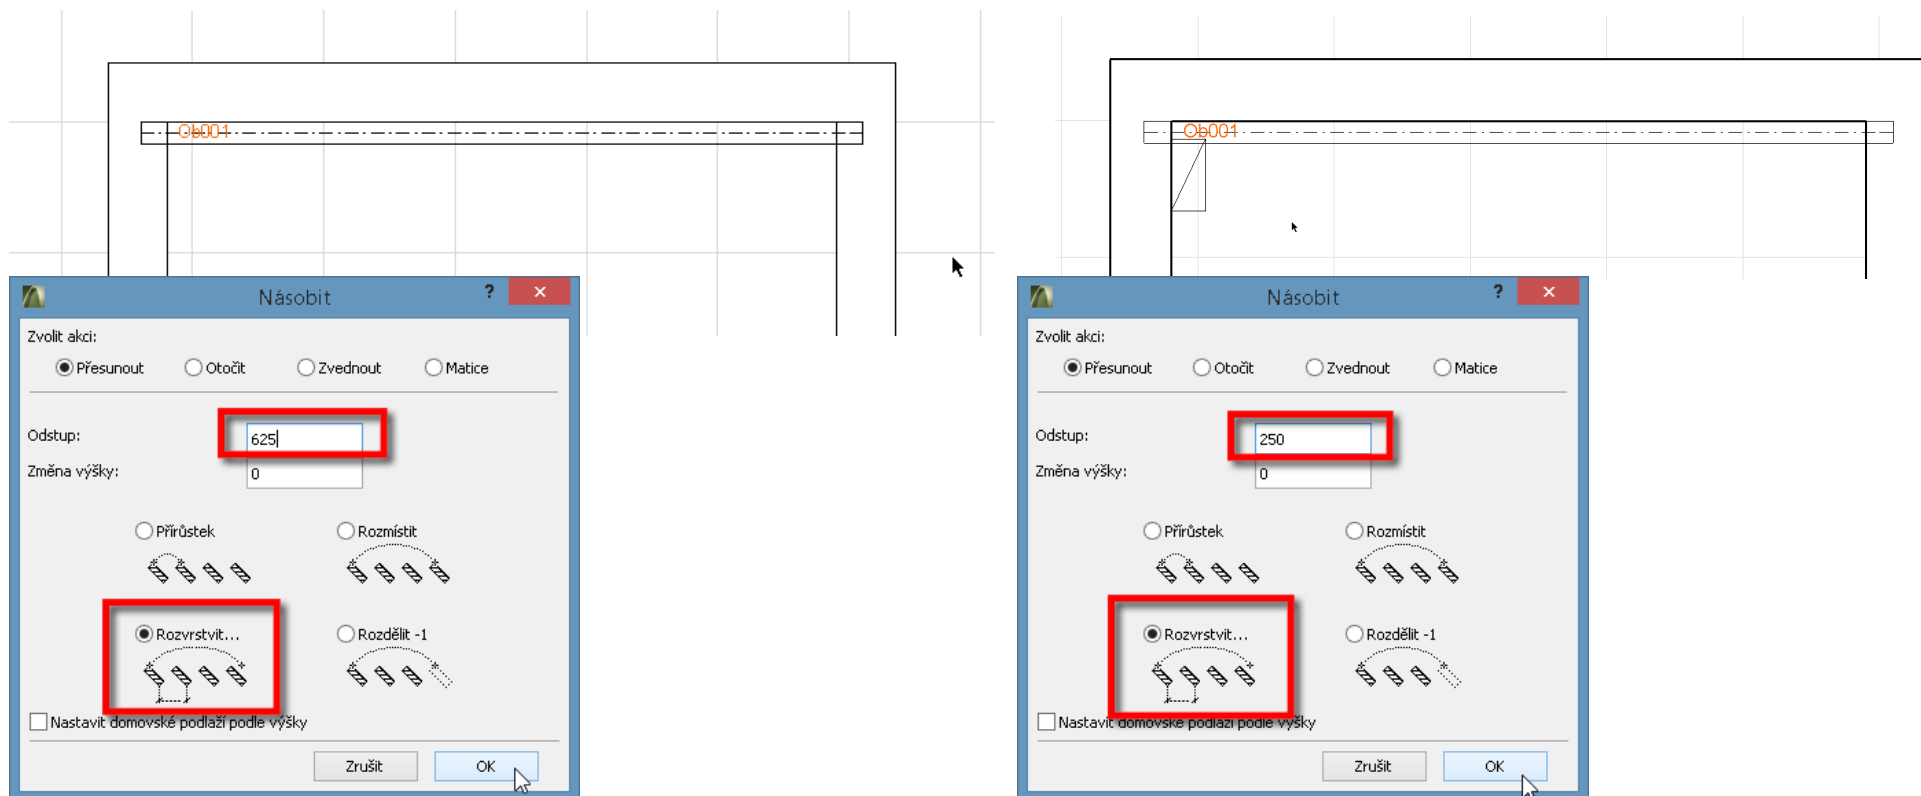 Ob001
Násobit ?
Zvolit akci:
Přesunout Otočit Zvednout Matice
Odstup: 625
Změna výšky: 0
Přírůstek Rozmístit
Rozvrstvit... Rozdělit -1
Nastavit domovské podlaží podle výšky
Zrušit OK
Ob001
Násobit ?
Zvolit akci:
Přesunout Otočit Zvednout Matice
Odstup: 250
Změna výšky: 0
Přírůstek Rozmístit
Rozvrstvit... Rozdělit -1
Nastavit domovské podlaží podle výšky
Zrušit OK